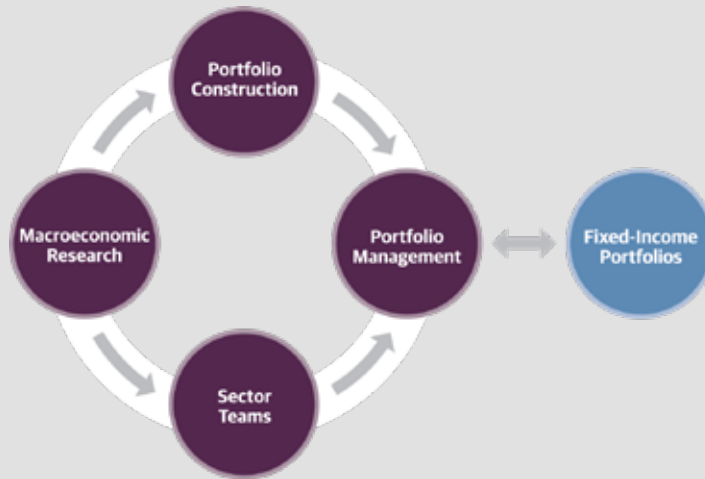 Portfolio
Construction
Macroeconomic
Research
Portfolio
Management
Fixed-Income
Portfolios
Sector
Teams